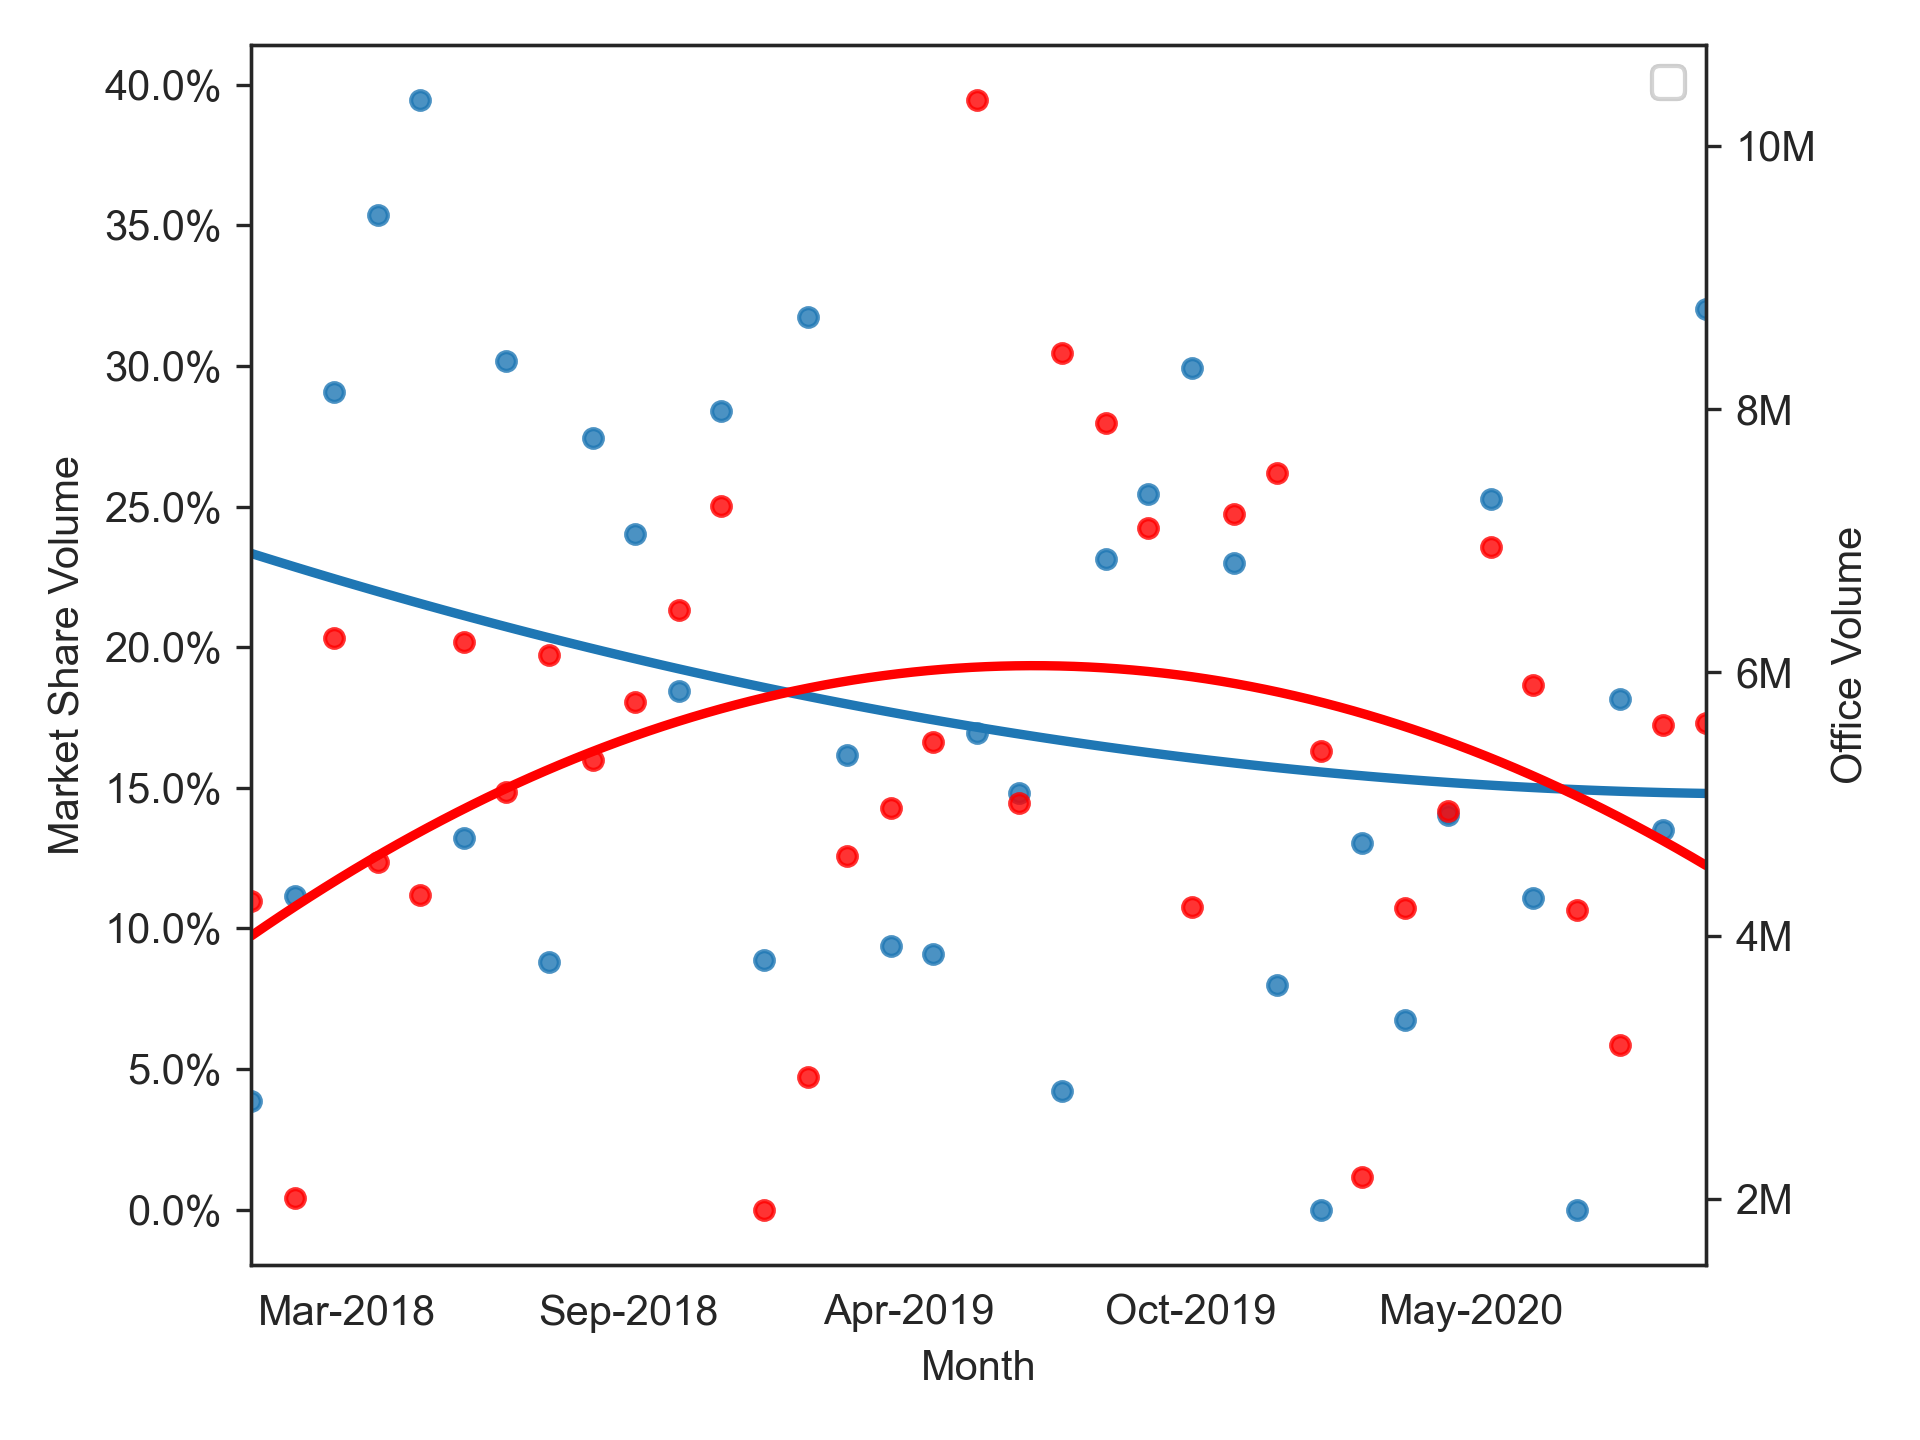 40.0%
35.0%
30.0%
25.0%
20.0%
15.0%
10.0%
5.0%
0.0%
Market Share Volume
10M
8M
6M
4M
2M
Office Volume
Mar-2018 Sep-2018 Apr-2019 Oct-2019 May-2020
Month